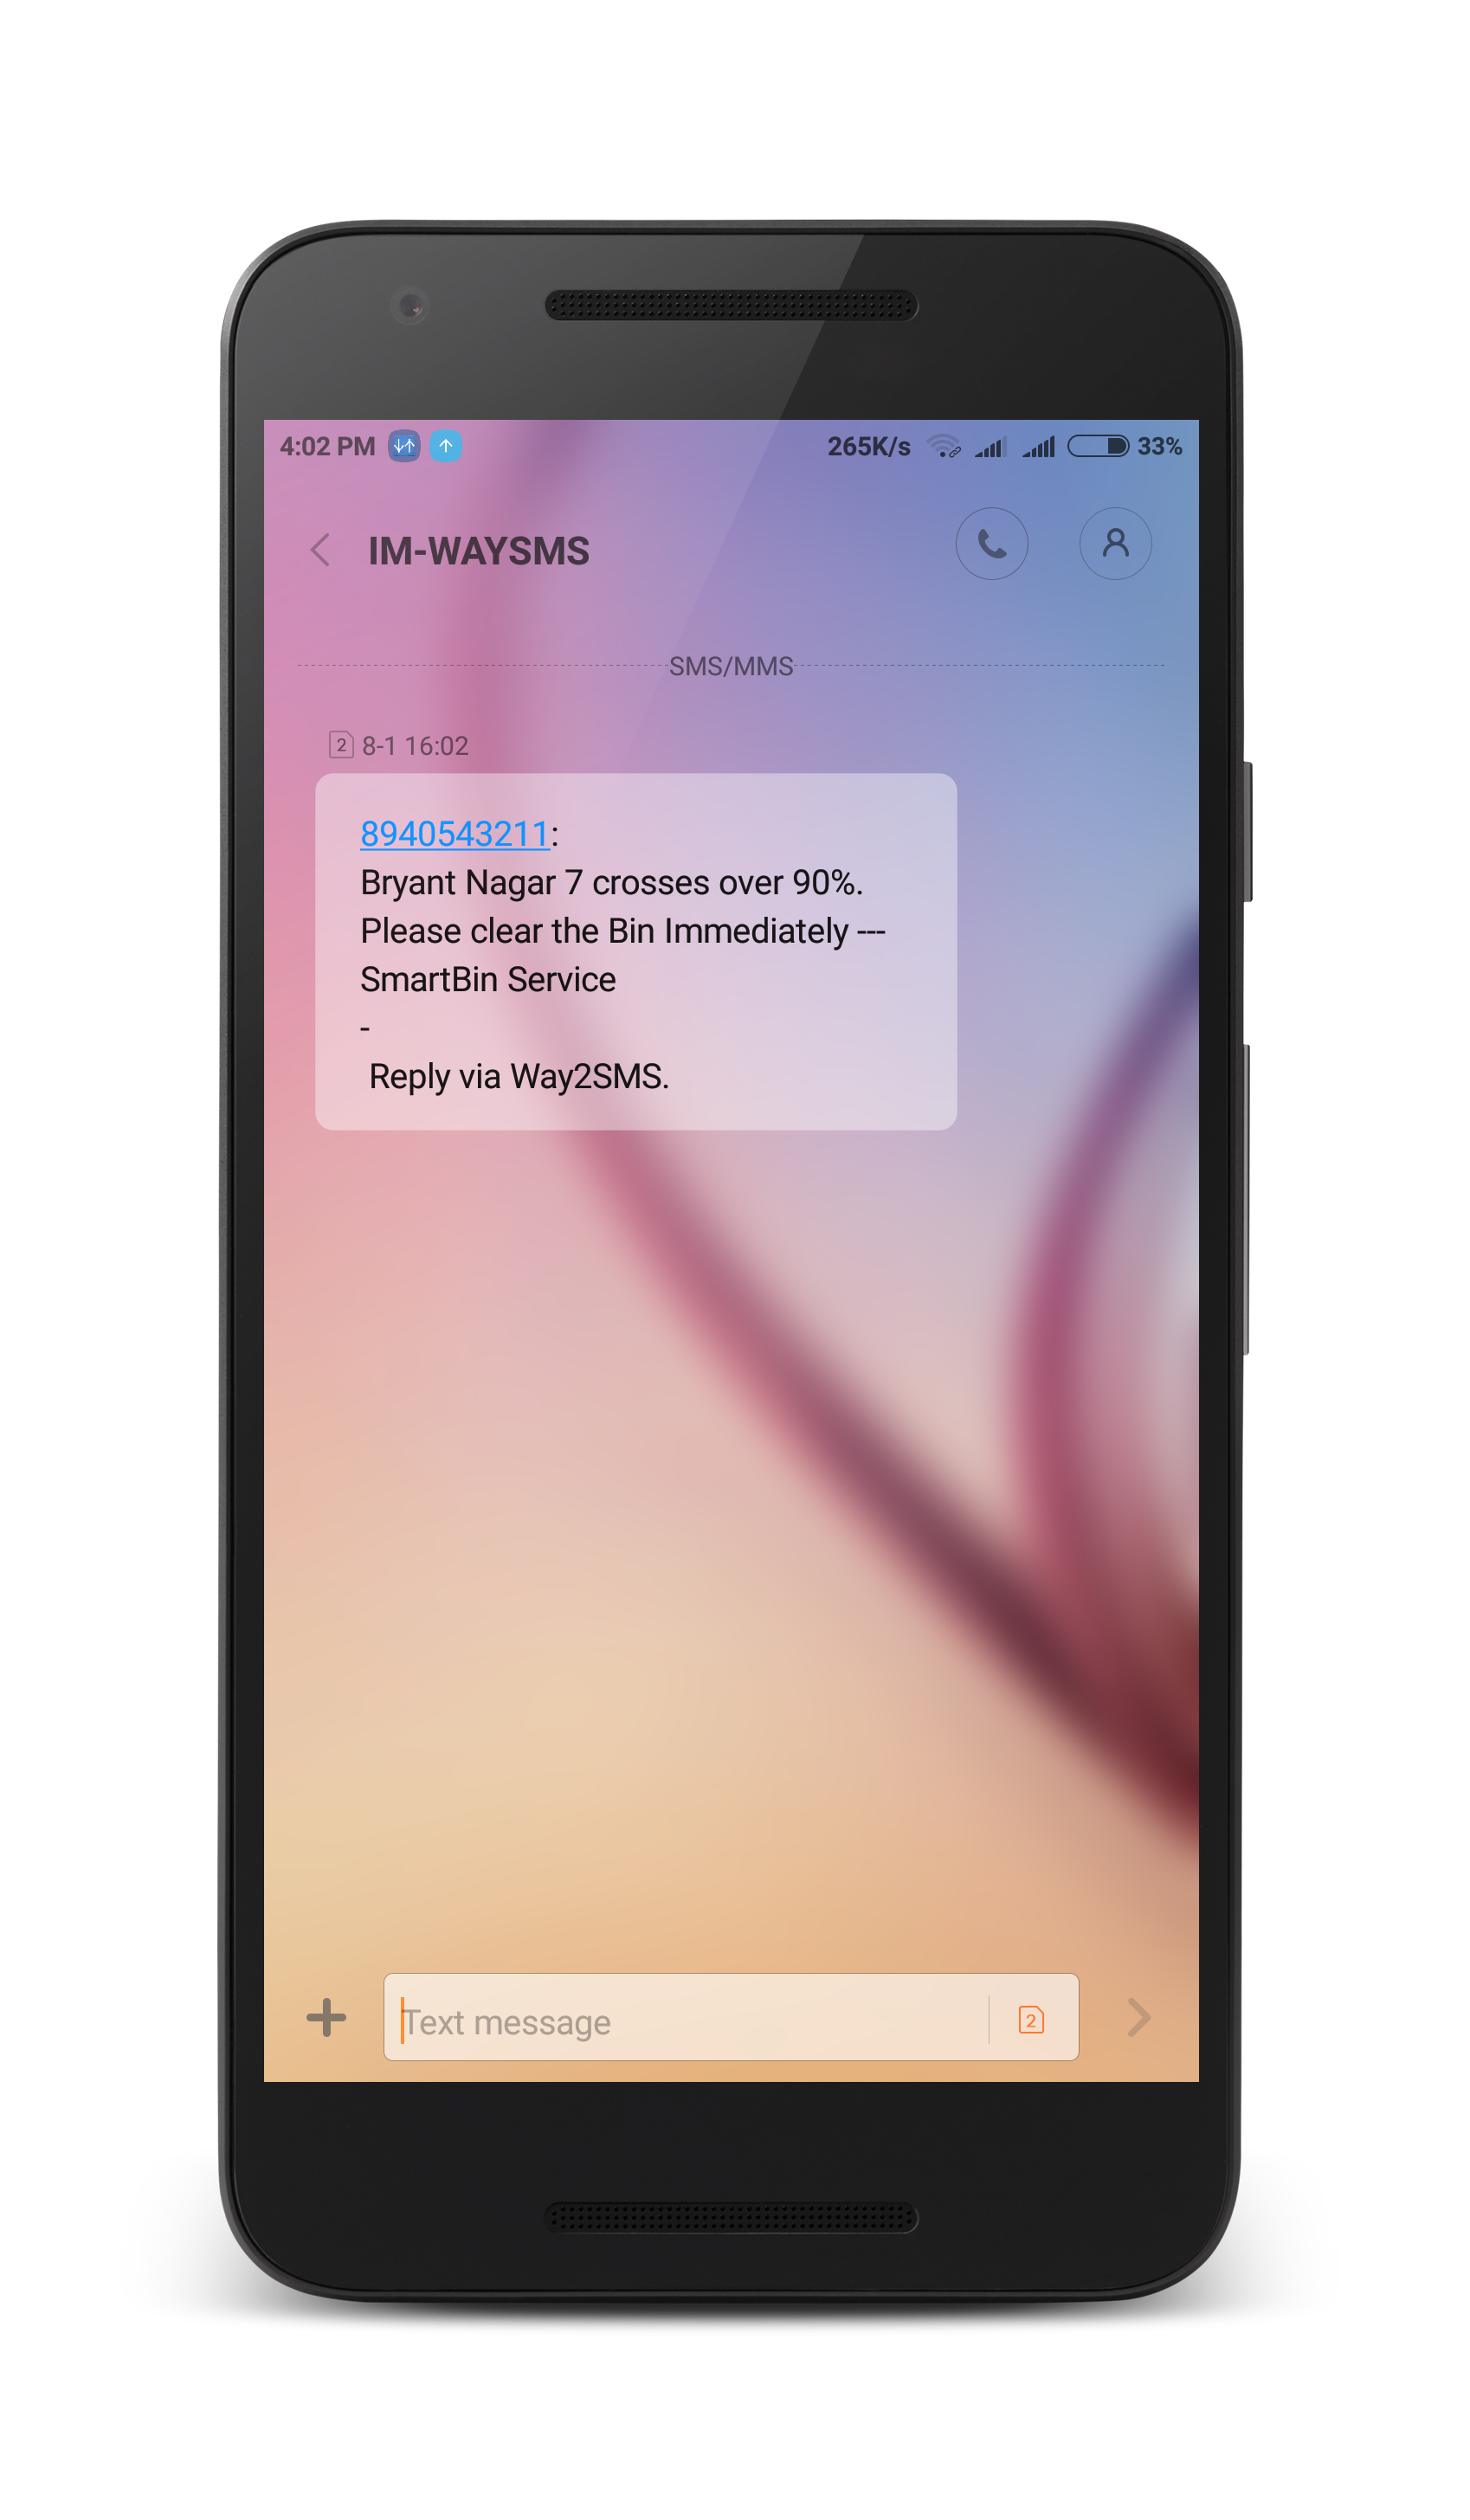 4:02 PM 265K/s 33%
IM-WAYSMS
SMS/MMS
2 8-1 16:02
8940543211:
Bryant Nagar 7 crosses over 90%.
Please clear the Bin Immediately ---
SmartBin Service
-
Reply via Way2SMS.
Text message 2